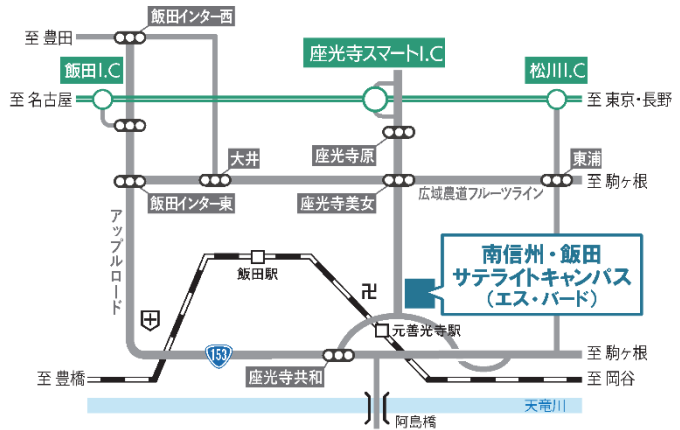 飯田インター西
至 豊田
座光寺スマートI.C
飯田I.C
松川I.C
至 名古屋
至 東京・長野
座光寺原
大井
東浦
至 駒ヶ根
飯田インター東
座光寺美女
広域農道フルーツライン
アップルロード
飯田駅
卍
南信州・飯田
サテライトキャンパス
(エス・バード)
元善光寺駅
153
至 駒ヶ根
座光寺共和
至 豊橋
至 岡谷
天竜川
阿島橋